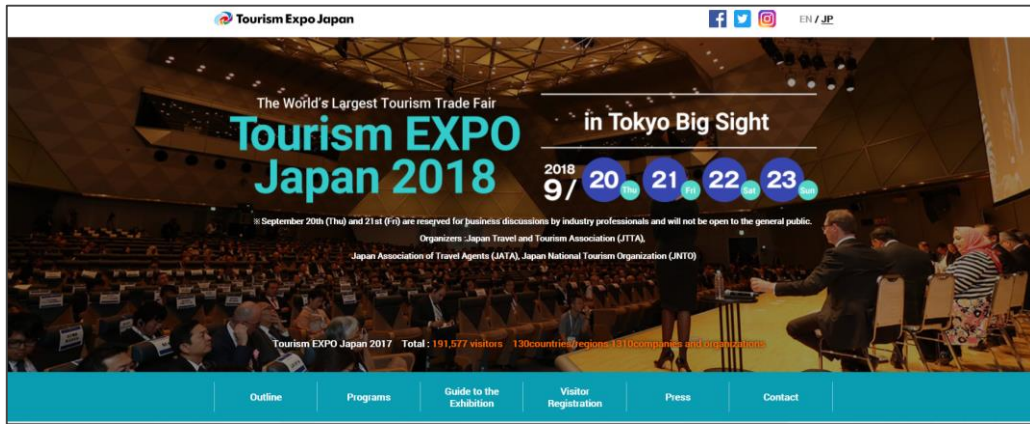 Tourism Expo Japan
EN / JP
The World's Largest Tourism Trade Fair
Tourism EXPO
Japan 2018
in Tokyo Big Sight
2018
9/ 20 Thu 21 Fri 22 Sat 23 Sun
※September 20th (Thu) and 21st (Fri) are reserved for business discussions by industry professionals and will not be open to the general public.
Organizers :Japan Travel and Tourism Association (JTTA),
Japan Association of Travel Agents (JATA), Japan National Tourism Organization (JNTO)
Tourism EXPO Japan 2017 Total : 191,577 visitors 130countries/regions 1310companies and organizations
Outline
Programs
Guide to the
Exhibition
Visitor
Registration
Press
Contact